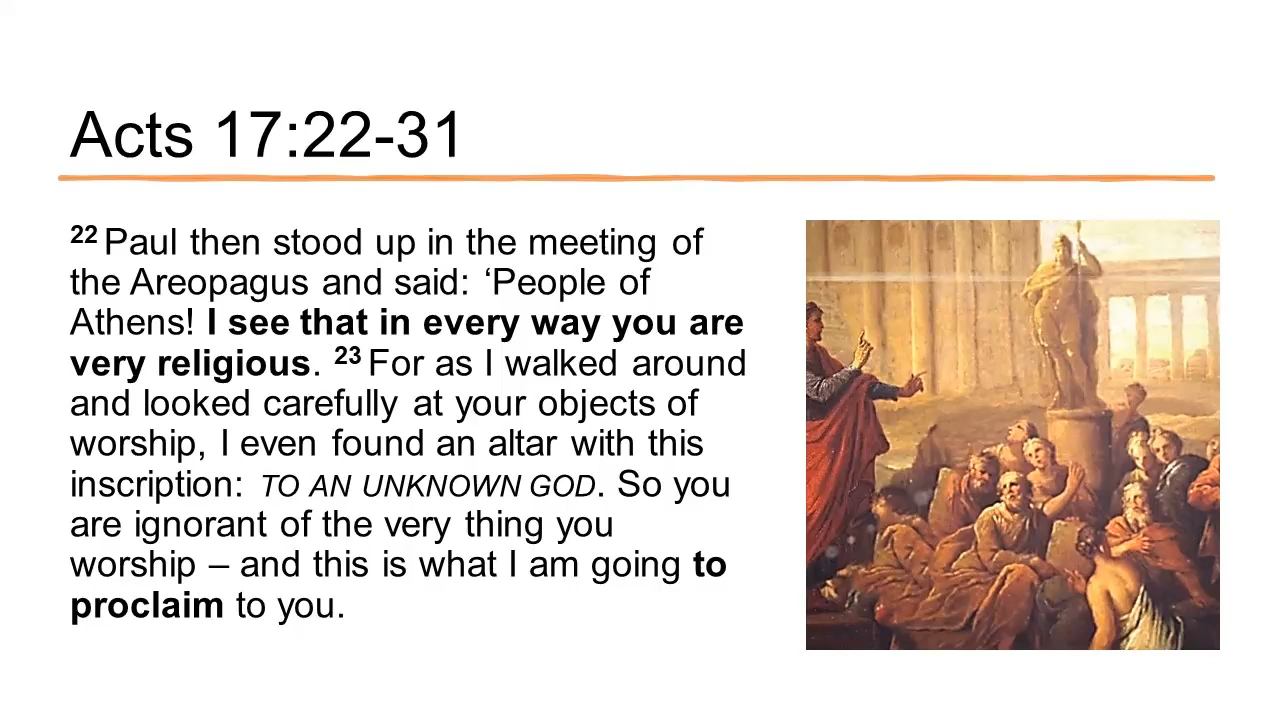 Acts 17:22-31
22 Paul then stood up in the meeting of
the Areopagus and said: ‘People of
Athens! I see that in every way you are
very religious. 23 For as I walked around
and looked carefully at your objects of
worship, I even found an altar with this
inscription: TO AN UNKNOWN GOD. So you
are ignorant of the very thing you
worship – and this is what I am going to
proclaim to you.